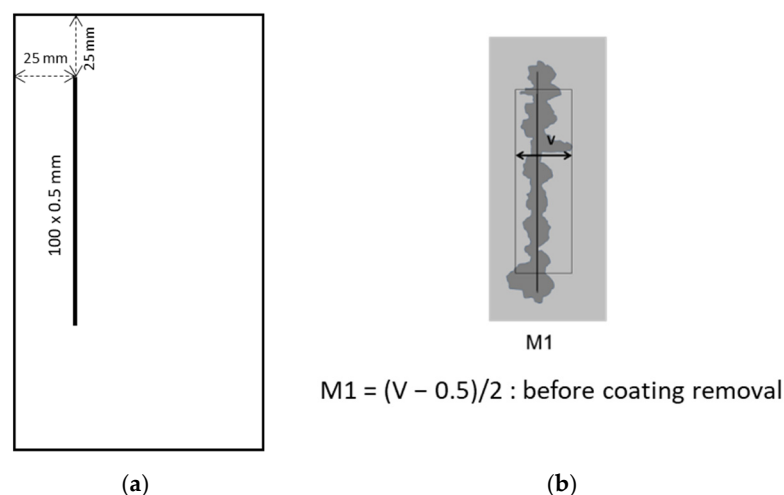 25 mm
25 mm
100 x 0.5 mm
V
M1
M1 = (V − 0.5)/2 : before coating removal
(a)
(b)